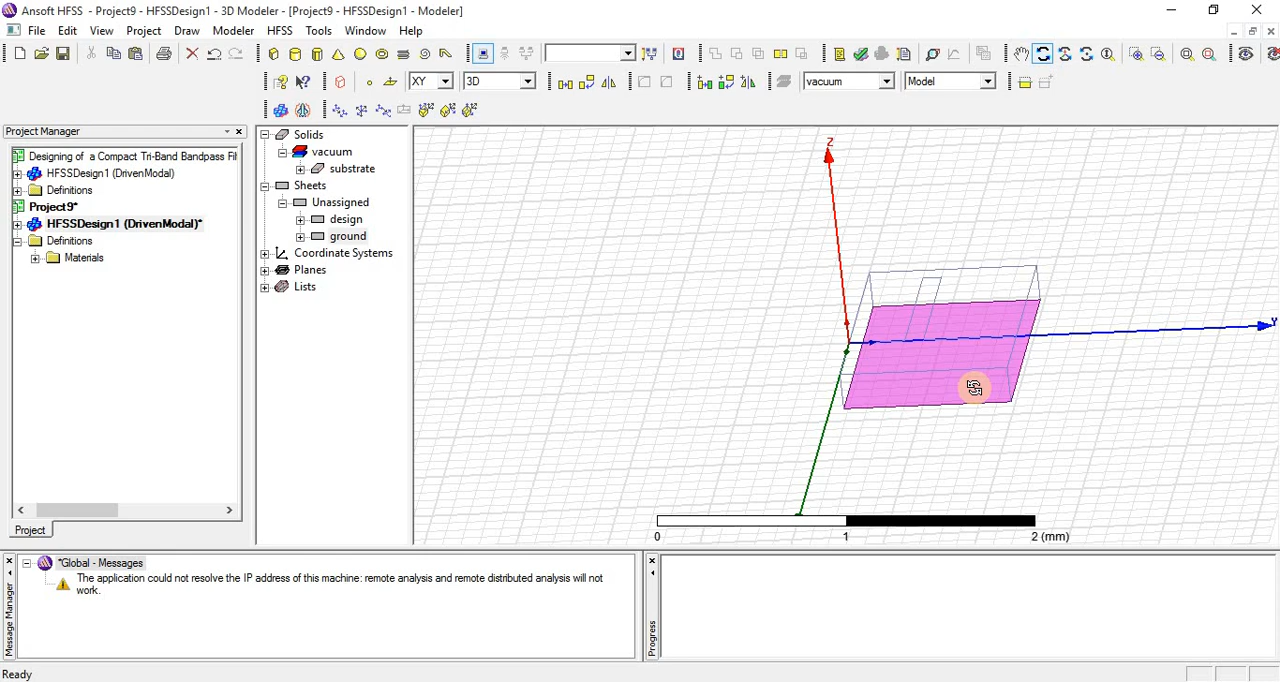 Ansoft HFSS - Project9 - HFSSDesign1 - 3D Modeler - [Project9 - HFSSDesign1 - Modeler]
File Edit View Project Draw Modeler HFSS Tools Window Help
XY 3D vacuum Model
Project Manager
Designing of a Compact Tri-Band Bandpass Fil
HFSSDesign1 (DrivenModal)
Definitions
Project9*
HFSSDesign1 (DrivenModal)*
Definitions
Materials
Project
Solids
vacuum
substrate
Sheets
Unassigned
design
ground
Coordinate Systems
Planes
Lists
Z
Y
0 1 2 (mm)
Message Manager
*Global - Messages
The application could not resolve the IP address of this machine: remote analysis and remote distributed analysis will not
work.
Progress
Ready